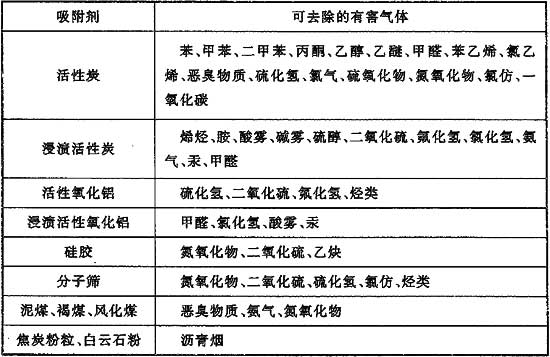 吸附剂 可去除的有害气体
苯、甲苯、二甲苯、丙酮、乙醇、乙醚、甲醛、苯乙烯、氯乙
活性炭 烯、恶臭物质、硫化氢、氯气、硫氧化物、氮氧化物、氯仿、一
氧化碳
烯烃、胺、酸雾、碱雾、硫醇、二氧化硫、氟化氢、氯化氢、氨
浸渍活性炭
气、汞、甲醛
活性氧化铝 硫化氢、二氧化硫、氟化氢、烃类
浸渍活性氧化铝 甲醛、氯化氢、酸雾、汞
硅胶 氮氧化物、二氧化硫、乙炔
分子筛 氮氧化物、二氧化硫、硫化氢、氯仿、烃类
泥煤、褐煤、风化煤 恶臭物质、氨气、氮氧化物
焦炭粉粒、白云石粉 沥青烟